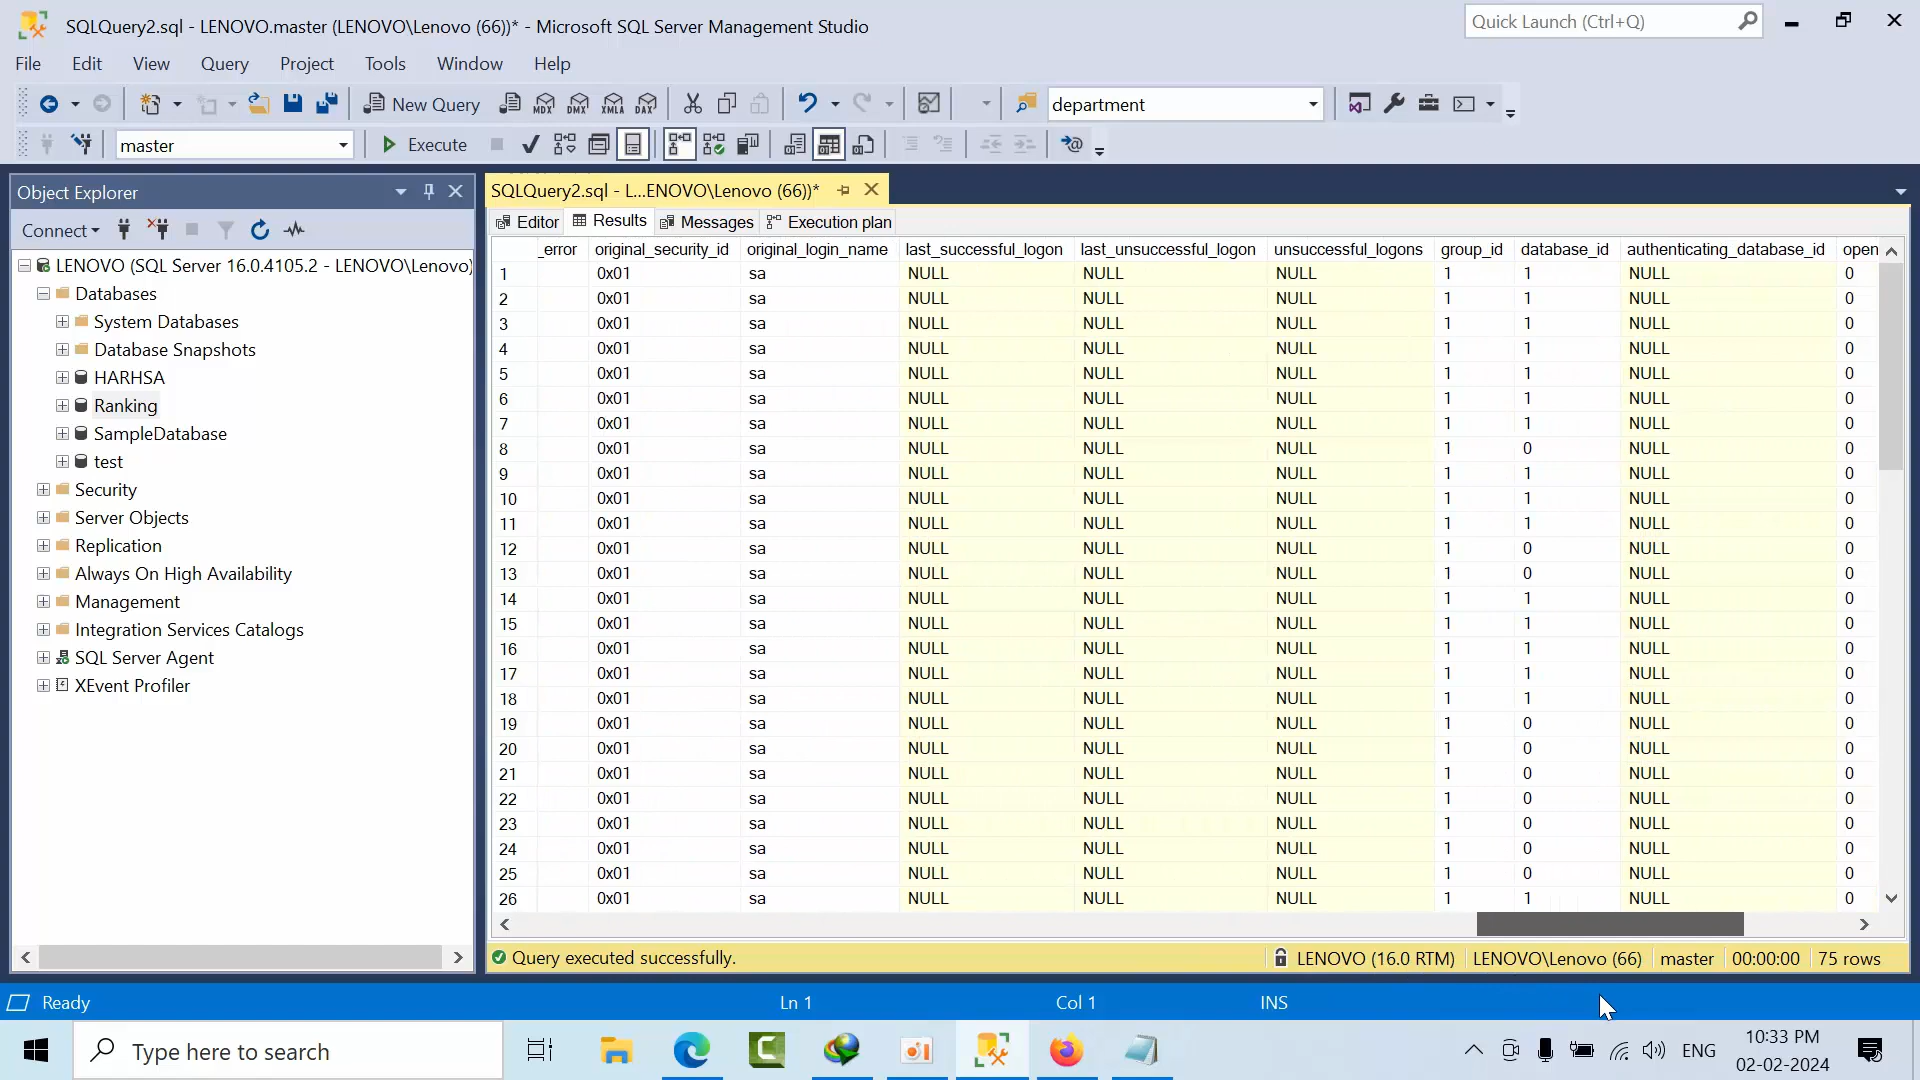 SQLQuery2.sql - LENOVO.master (LENOVO\Lenovo (66))* - Microsoft SQL Server Management Studio
Quick Launch (Ctrl+Q)
File Edit View Query Project Tools Window Help
New Query MDX DMX XMLA DAX department
master Execute
Object Explorer
Connect
LENOVO (SQL Server 16.0.4105.2 - LENOVO\Lenovo)
Databases
System Databases
Database Snapshots
HARHSA
Ranking
SampleDatabase
test
Security
Server Objects
Replication
Always On High Availability
Management
Integration Services Catalogs
SQL Server Agent
XEvent Profiler
SQLQuery2.sql - L...ENOVO\Lenovo (66))*
Editor Results Messages Execution plan
_error original_security_id original_login_name last_successful_logon last_unsuccessful_logon unsuccessful_logons group_id database_id authenticating_database_id open
1 0x01 sa NULL NULL NULL 1 1 NULL 0
2 0x01 sa NULL NULL NULL 1 1 NULL 0
3 0x01 sa NULL NULL NULL 1 1 NULL 0
4 0x01 sa NULL NULL NULL 1 1 NULL 0
5 0x01 sa NULL NULL NULL 1 1 NULL 0
6 0x01 sa NULL NULL NULL 1 1 NULL 0
7 0x01 sa NULL NULL NULL 1 1 NULL 0
8 0x01 sa NULL NULL NULL 1 0 NULL 0
9 0x01 sa NULL NULL NULL 1 1 NULL 0
10 0x01 sa NULL NULL NULL 1 1 NULL 0
11 0x01 sa NULL NULL NULL 1 1 NULL 0
12 0x01 sa NULL NULL NULL 1 0 NULL 0
13 0x01 sa NULL NULL NULL 1 0 NULL 0
14 0x01 sa NULL NULL NULL 1 1 NULL 0
15 0x01 sa NULL NULL NULL 1 1 NULL 0
16 0x01 sa NULL NULL NULL 1 1 NULL 0
17 0x01 sa NULL NULL NULL 1 1 NULL 0
18 0x01 sa NULL NULL NULL 1 1 NULL 0
19 0x01 sa NULL NULL NULL 1 0 NULL 0
20 0x01 sa NULL NULL NULL 1 0 NULL 0
21 0x01 sa NULL NULL NULL 1 0 NULL 0
22 0x01 sa NULL NULL NULL 1 0 NULL 0
23 0x01 sa NULL NULL NULL 1 0 NULL 0
24 0x01 sa NULL NULL NULL 1 0 NULL 0
25 0x01 sa NULL NULL NULL 1 0 NULL 0
26 0x01 sa NULL NULL NULL 1 1 NULL 0
Query executed successfully. LENOVO (16.0 RTM) LENOVO\Lenovo (66) master 00:00:00 75 rows
Ready Ln 1 Col 1 INS
Type here to search
ENG
10:33 PM
02-02-2024